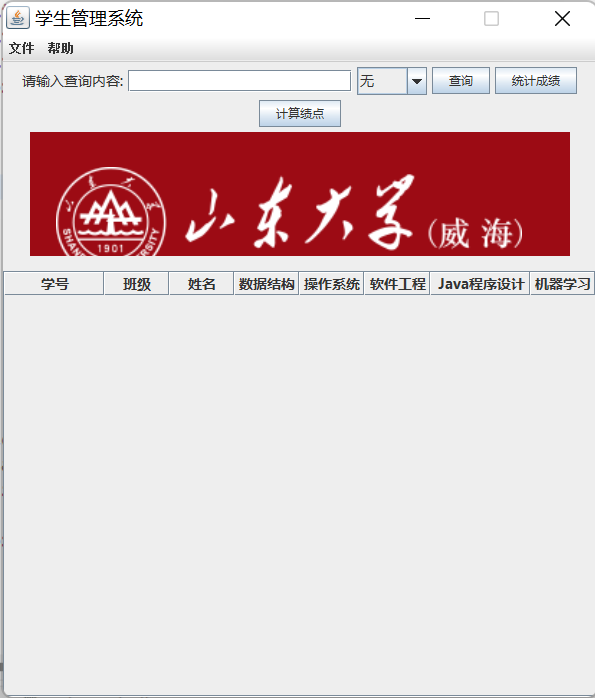 学生管理系统
文件 帮助
请输入查询内容: 无 查询 统计成绩
计算绩点
山东大学(威海)
1901
学号 班级 姓名 数据结构 操作系统 软件工程 Java程序设计 机器学习